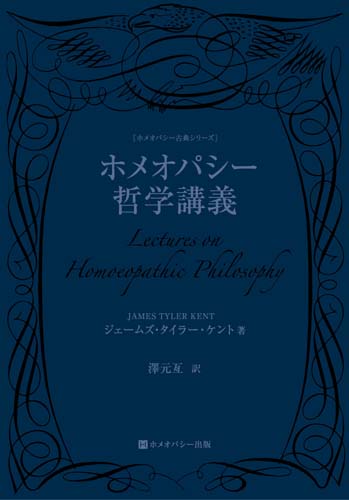 [ホメオパシー古典シリーズ]
ホメオパシー
哲学講義
Lectures on
Homoeopathic Philosophy
JAMES TYLER KENT
ジェームズ・タイラー・ケント 著
澤元亙 訳
ホメオパシー出版